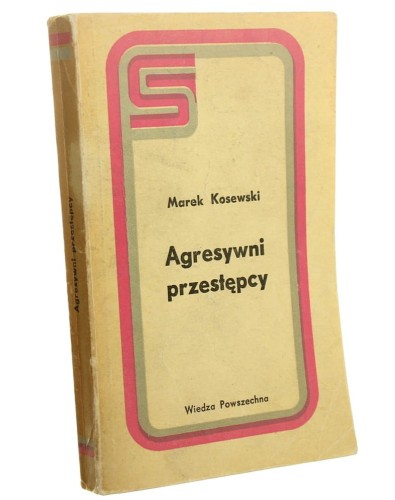 S
Marek Kosewski
Agresywni
przestępcy
Wiedza Powszechna
Agresywni przestępcy